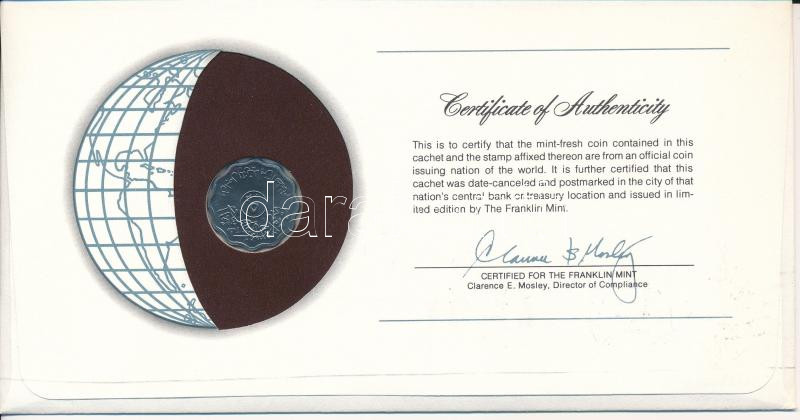 Certificate of Authenticity
This is to certify that the mint-fresh coin contained in this
cachet and the stamp affixed thereon are from an official coin
issuing nation of the world. It is further certified that this
cachet was date-canceled and postmarked in the city of that
nation's central bank or treasury location and issued in lim-
ited edition by The Franklin Mint.
CERTIFIED FOR THE FRANKLIN MINT
Clarence E. Mosley, Director of Compliance